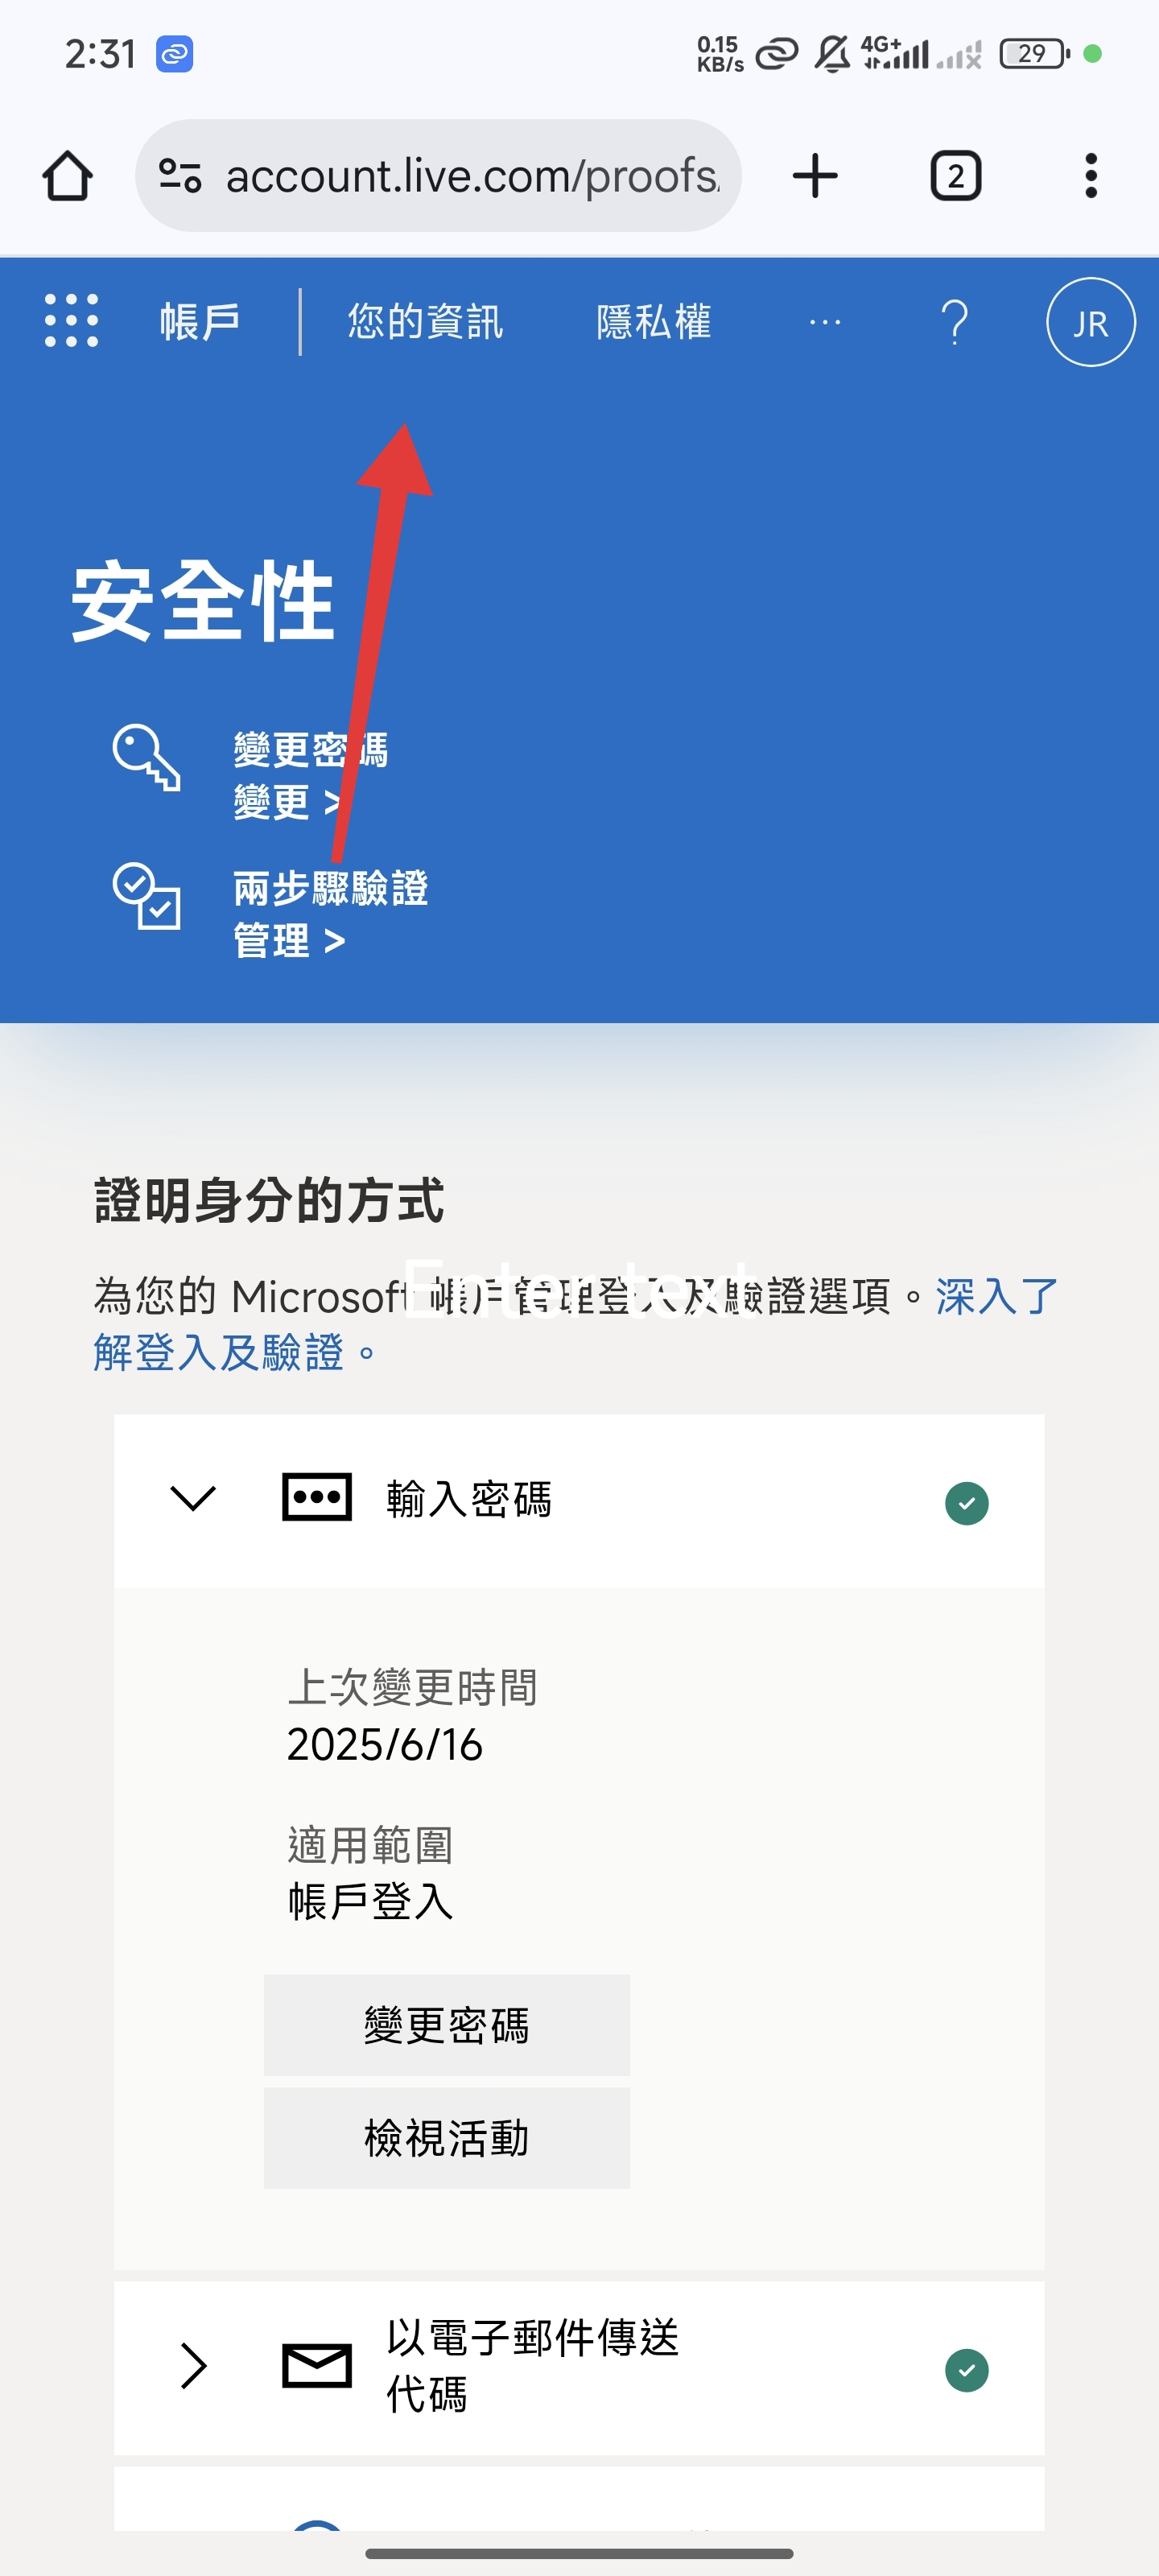 2:31
0.15
KB/s
4G+
29
account.live.com/proofs
2
帳戶
您的資訊
隱私權
...
?
JR
安全性
變更密碼
變更 >
兩步驟驗證
管理 >
證明身分的方式
為您的 Microsoft 帳戶管理登入及驗證選項。深入了
解登入及驗證。
Enter text
輸入密碼
上次變更時間
2025/6/16
適用範圍
帳戶登入
變更密碼
檢視活動
以電子郵件傳送
代碼